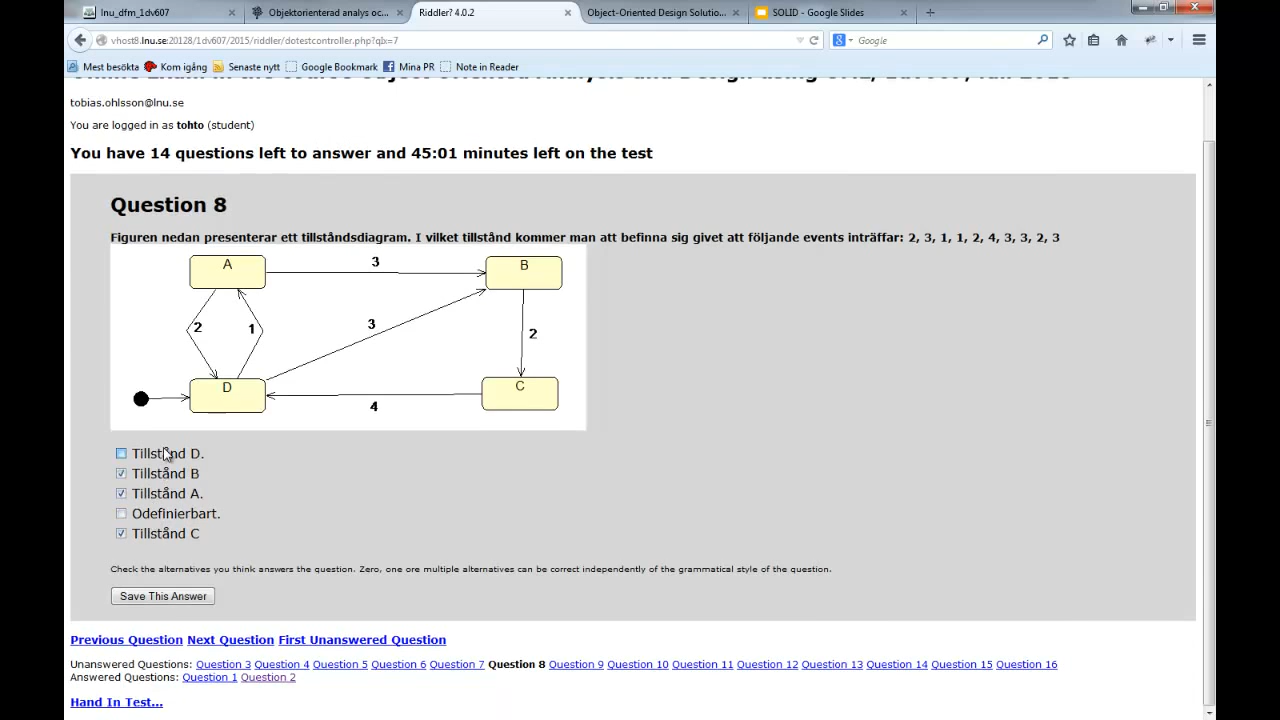 lnu_dfm_1dv607
Objektorienterad analys oc...
Riddler? 4.0.2
Object-Oriented Design Solutio...
SOLID - Google Slides
vhost8.lnu.se:20128/1dv607/2015/riddler/dotestcontroller.php?qix=7
Google
Mest besökta
Kom igång
Senaste nytt
Google Bookmark
Mina PR
Note in Reader
tobias.ohlsson@lnu.se
You are logged in as tohto (student)
You have 14 questions left to answer and 45:01 minutes left on the test
Question 8
Figuren nedan presenterar ett tillståndsdiagram. I vilket tillstånd kommer man att befinna sig givet att följande events inträffar: 2, 3, 1, 1, 2, 4, 3, 3, 2, 3
A
3
B
2
1
3
2
D
C
4
Tillstånd D.
Tillstånd B
Tillstånd A.
Odefinierbart.
Tillstånd C
Check the alternatives you think answers the question. Zero, one ore multiple alternatives can be correct independently of the grammatical style of the question.
Save This Answer
Previous Question Next Question First Unanswered Question
Unanswered Questions: Question 3 Question 4 Question 5 Question 6 Question 7 Question 8 Question 9 Question 10 Question 11 Question 12 Question 13 Question 14 Question 15 Question 16
Answered Questions: Question 1 Question 2
Hand In Test...